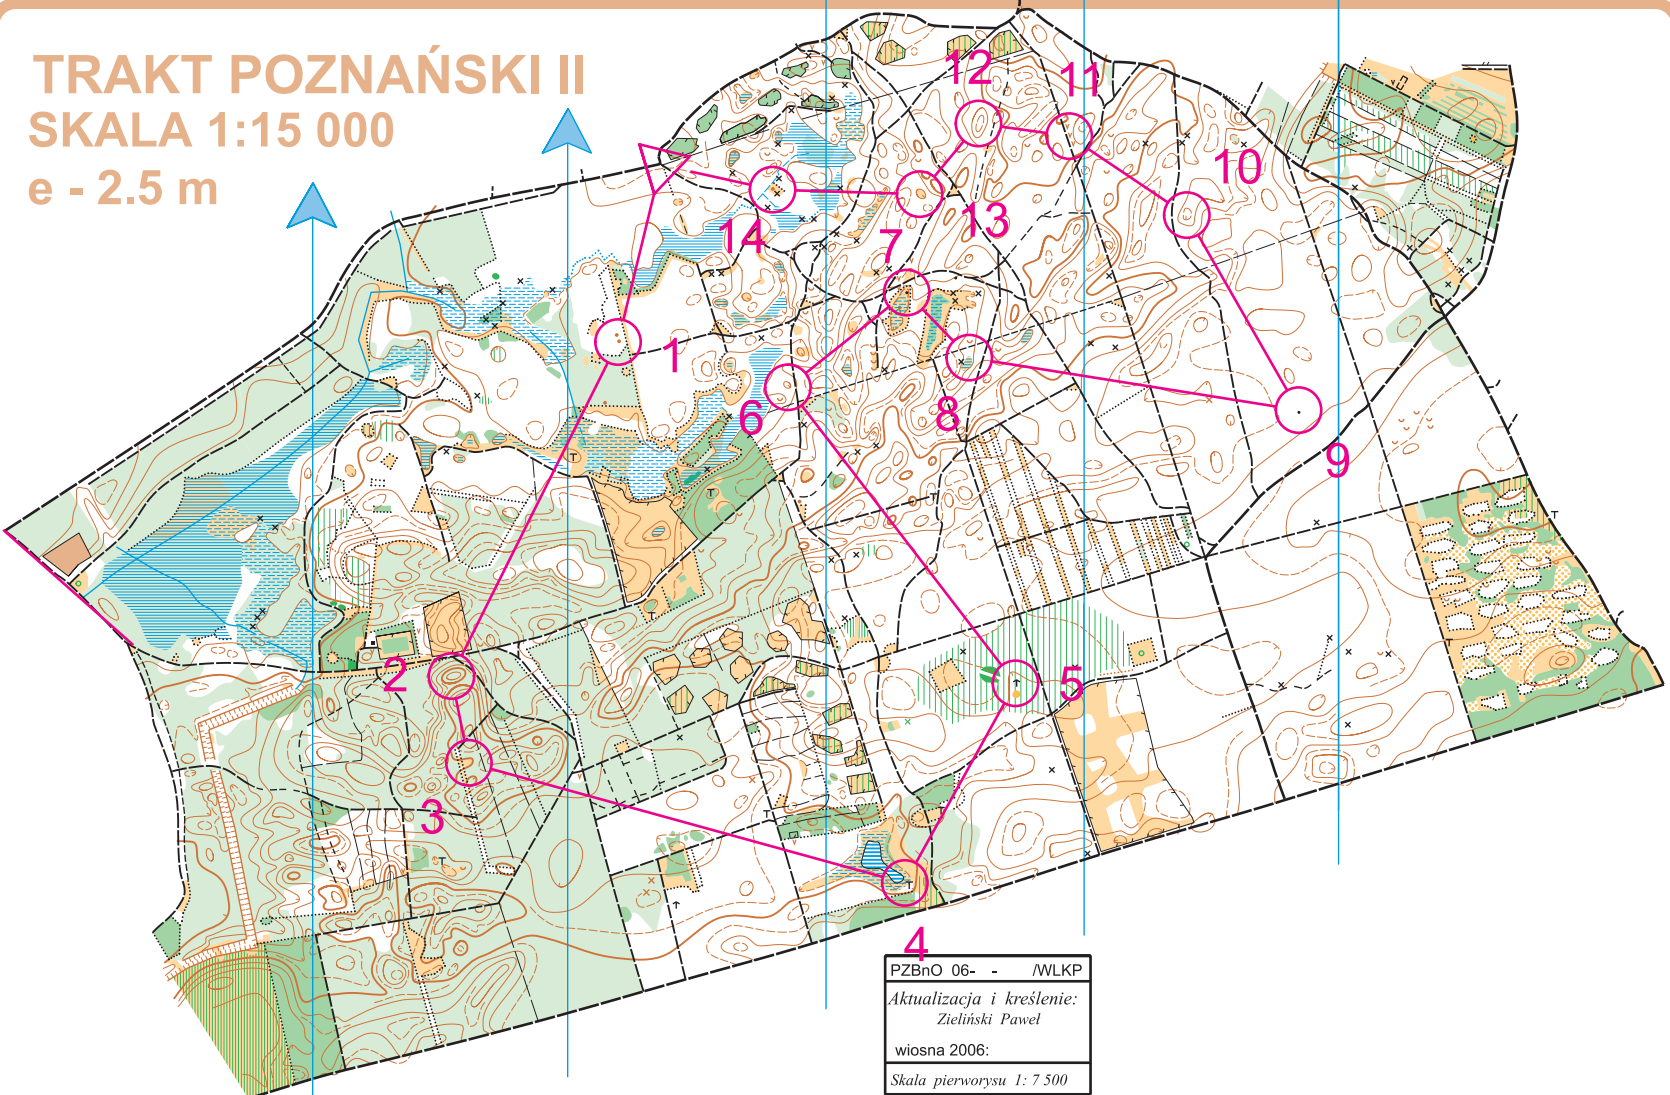 TRAKT POZNAŃSKI II
SKALA 1:15 000
e - 2.5 m
12
11
10
14
13
7
1
6
8
9
2
5
3
4
PZBnO 06- - /WLKP
Aktualizacja i kreślenie:
Zieliński Paweł
wiosna 2006:
Skala pierworysu 1: 7 500